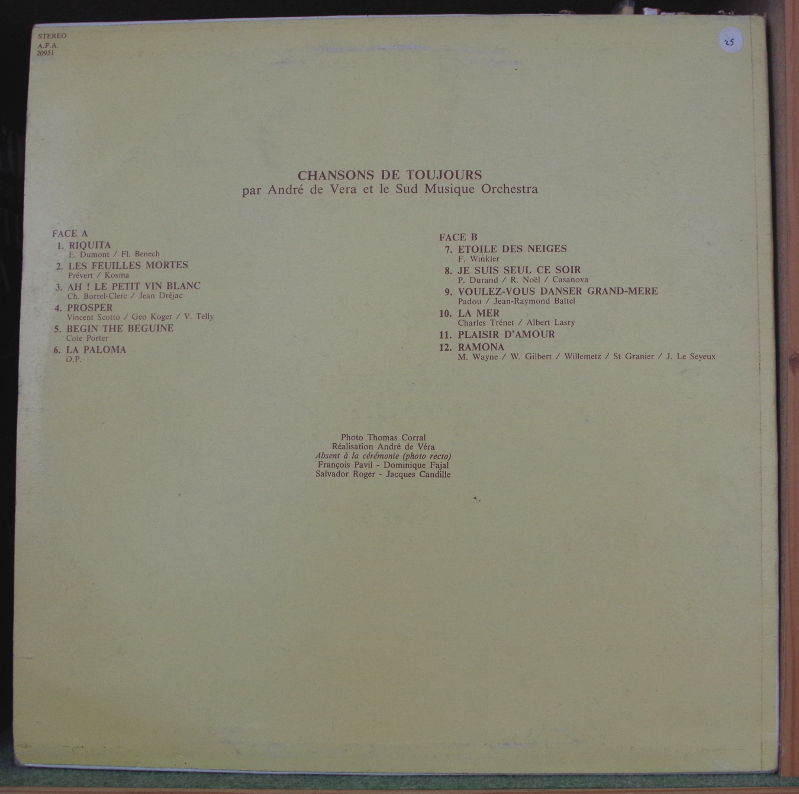 STEREO
A.F.A.
20951
25
CHANSONS DE TOUJOURS
par André de Vera et le Sud Musique Orchestra
FACE A
1. RIQUITA
E. Dumont / Fl. Benech
2. LES FEUILLES MORTES
Prévert / Kosma
3. AH ! LE PETIT VIN BLANC
Ch. Borrel-Clerc / Jean Dréjac
4. PROSPER
Vincent Scotto / Geo Koger / V. Telly
5. BEGIN THE BEGUINE
Cole Porter
6. LA PALOMA
D.P.
FACE B
7. ETOILE DES NEIGES
F. Winkler
8. JE SUIS SEUL CE SOIR
P. Durand / R. Noël / Casanova
9. VOULEZ-VOUS DANSER GRAND-MERE
Padou / Jean-Raymond Baltel
10. LA MER
Charles Trénet / Albert Lasry
11. PLAISIR D'AMOUR
12. RAMONA
M. Wayne / W. Gilbert / Willemetz / St Granier / J. Le Seyeux
Photo Thomas Corral
Réalisation André de Véra
Absent à la cérémonie (photo recto)
François Pavil - Dominique Fajal
Salvador Roger - Jacques Candille